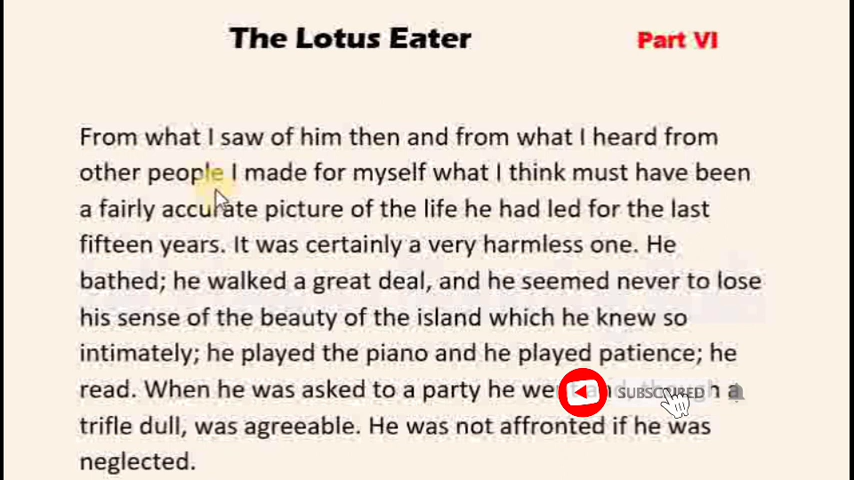 The Lotus Eater Part VI
From what I saw of him then and from what I heard from
other people I made for myself what I think must have been
a fairly accurate picture of the life he had led for the last
fifteen years. It was certainly a very harmless one. He
bathed; he walked a great deal, and he seemed never to lose
his sense of the beauty of the island which he knew so
intimately; he played the piano and he played patience; he
read. When he was asked to a party he went and, though a
SUBSCRIBED
trifle dull, was agreeable. He was not affronted if he was
neglected.